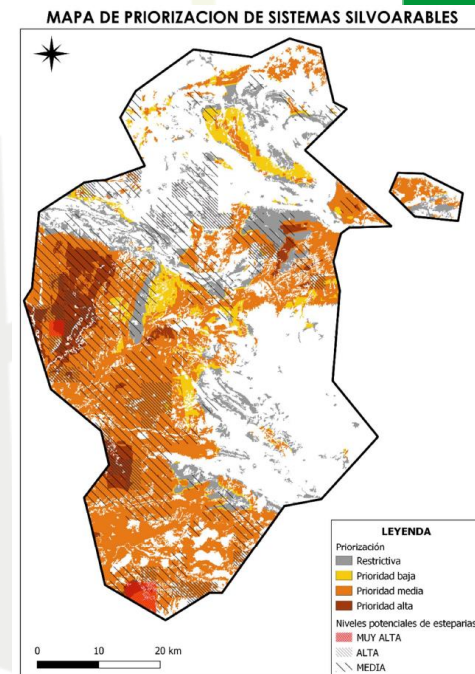 MAPA DE PRIORIZACION DE SISTEMAS SILVOARABLES
LEYENDA
Priorización
Restrictiva
Prioridad baja
Prioridad media
Prioridad alta
Niveles potenciales de esteparias
MUY ALTA
ALTA
MEDIA
0 10 20 km